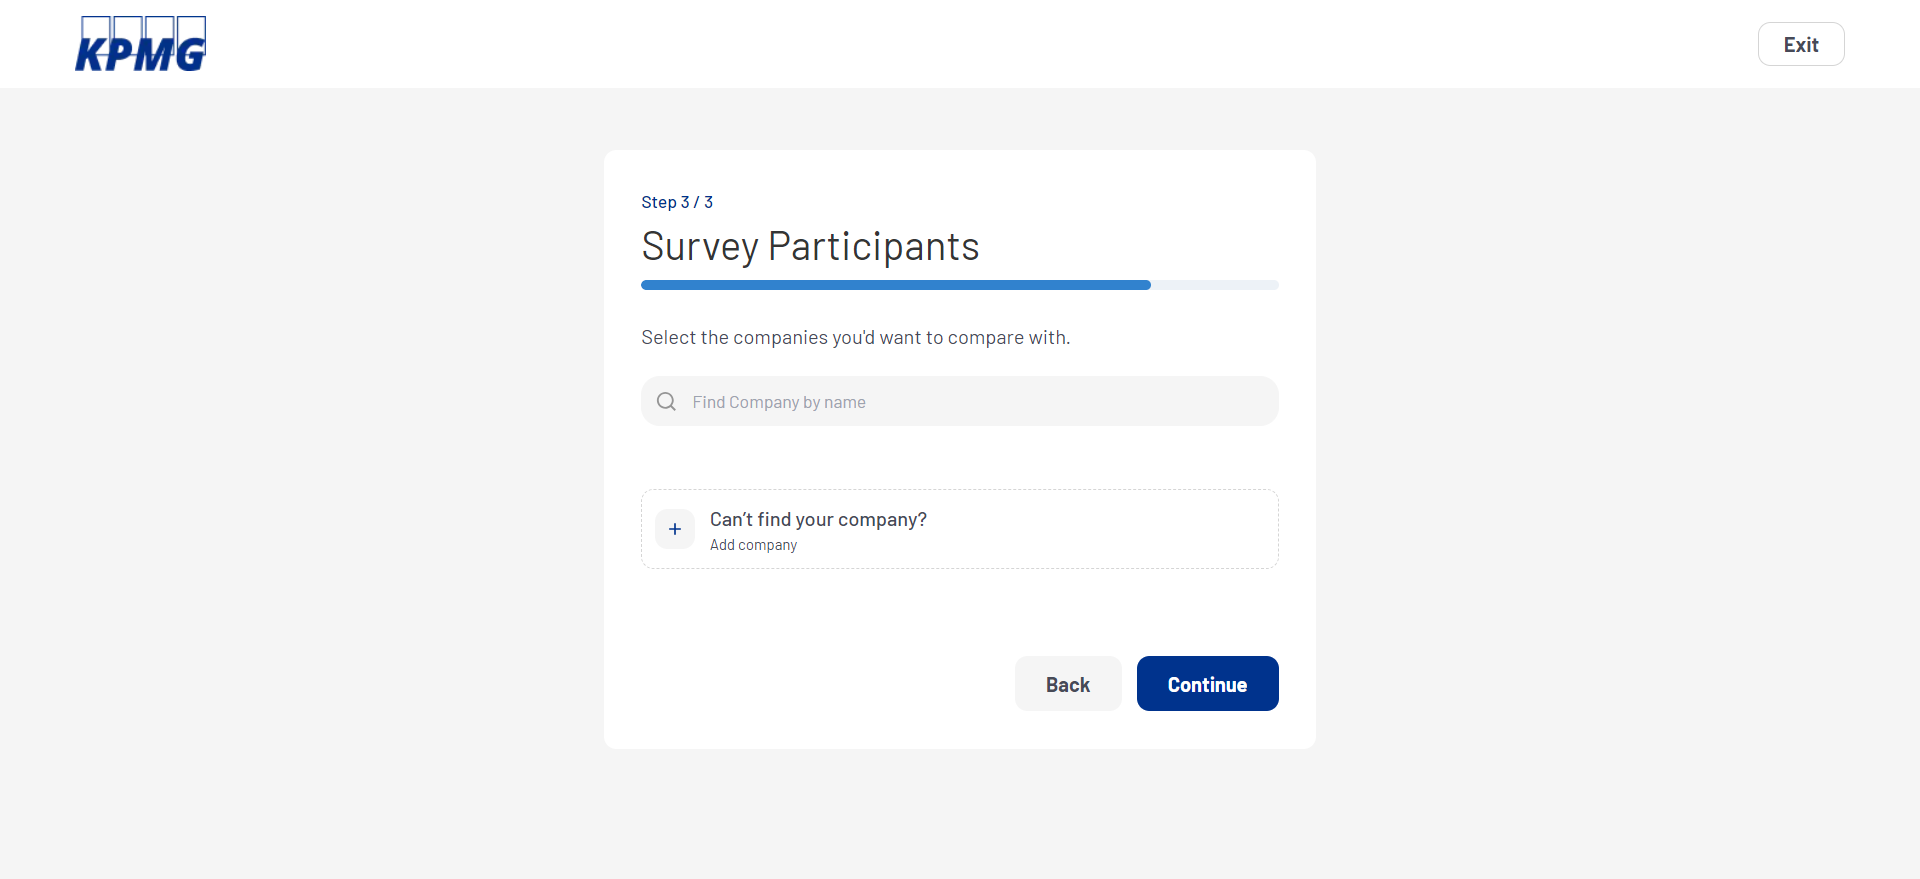 KPMG
Exit
Step 3 / 3
Survey Participants
Select the companies you'd want to compare with.
Find Company by name
Can’t find your company?
Add company
Back
Continue